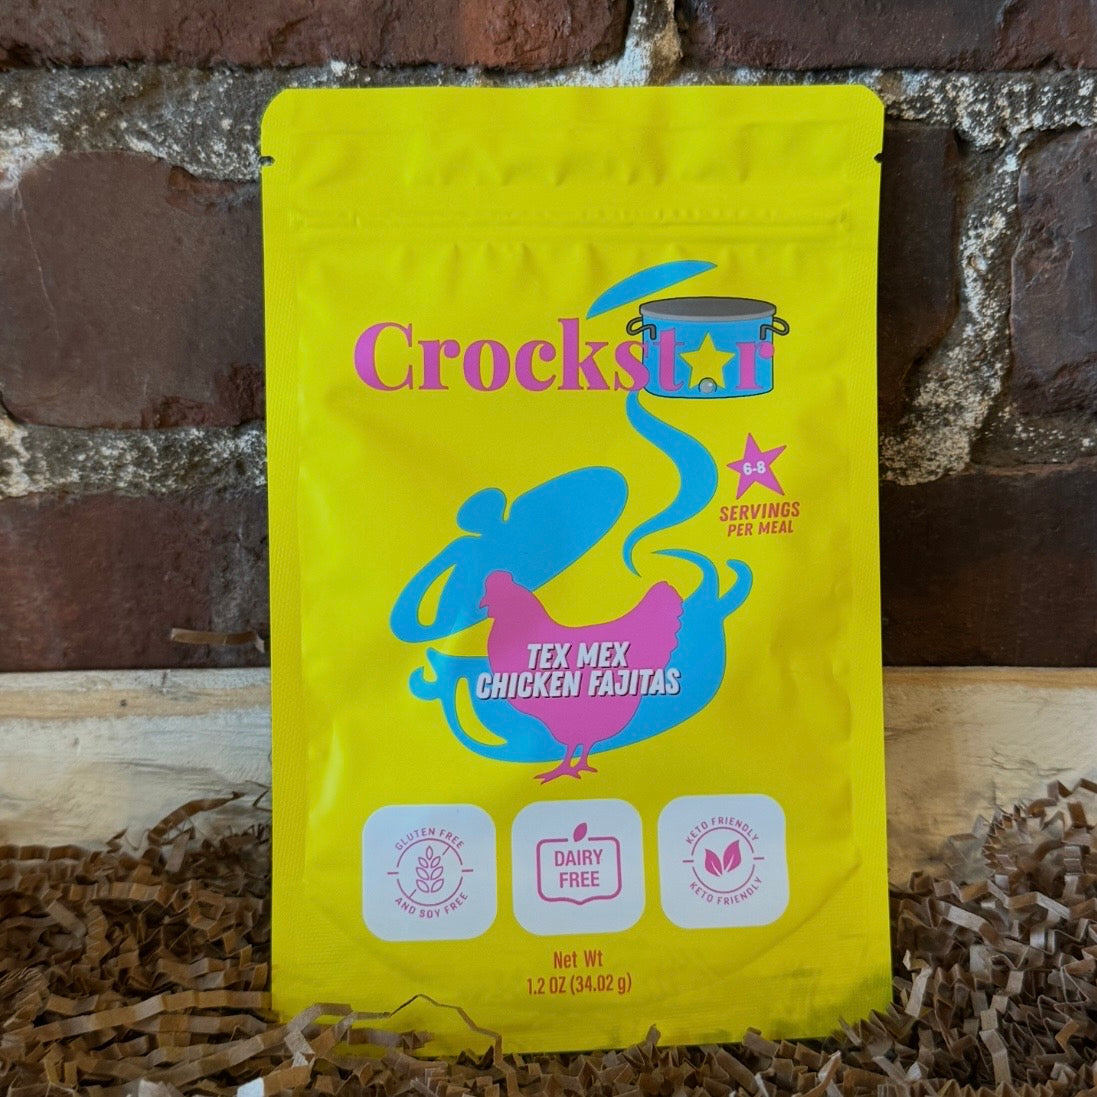 Crockstar
6-8
SERVINGS
PER MEAL
TEX MEX
CHICKEN FAJITAS
GLUTEN FREE
AND SOY FREE
DAIRY
FREE
KETO FRIENDLY
KETO FRIENDLY
Net Wt
1.2 OZ (34.02 g)